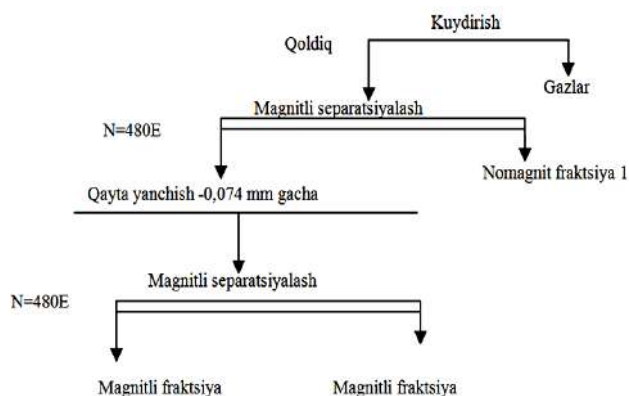 Kuydirish
Qoldiq
Gazlar
Magnitli separatsiyalash
N=480E
Nomagnit fraktsiya 1
Qayta yanchish -0,074 mm gacha
Magnitli separatsiyalash
N=480E
Magnitli fraktsiya
Magnitli fraktsiya